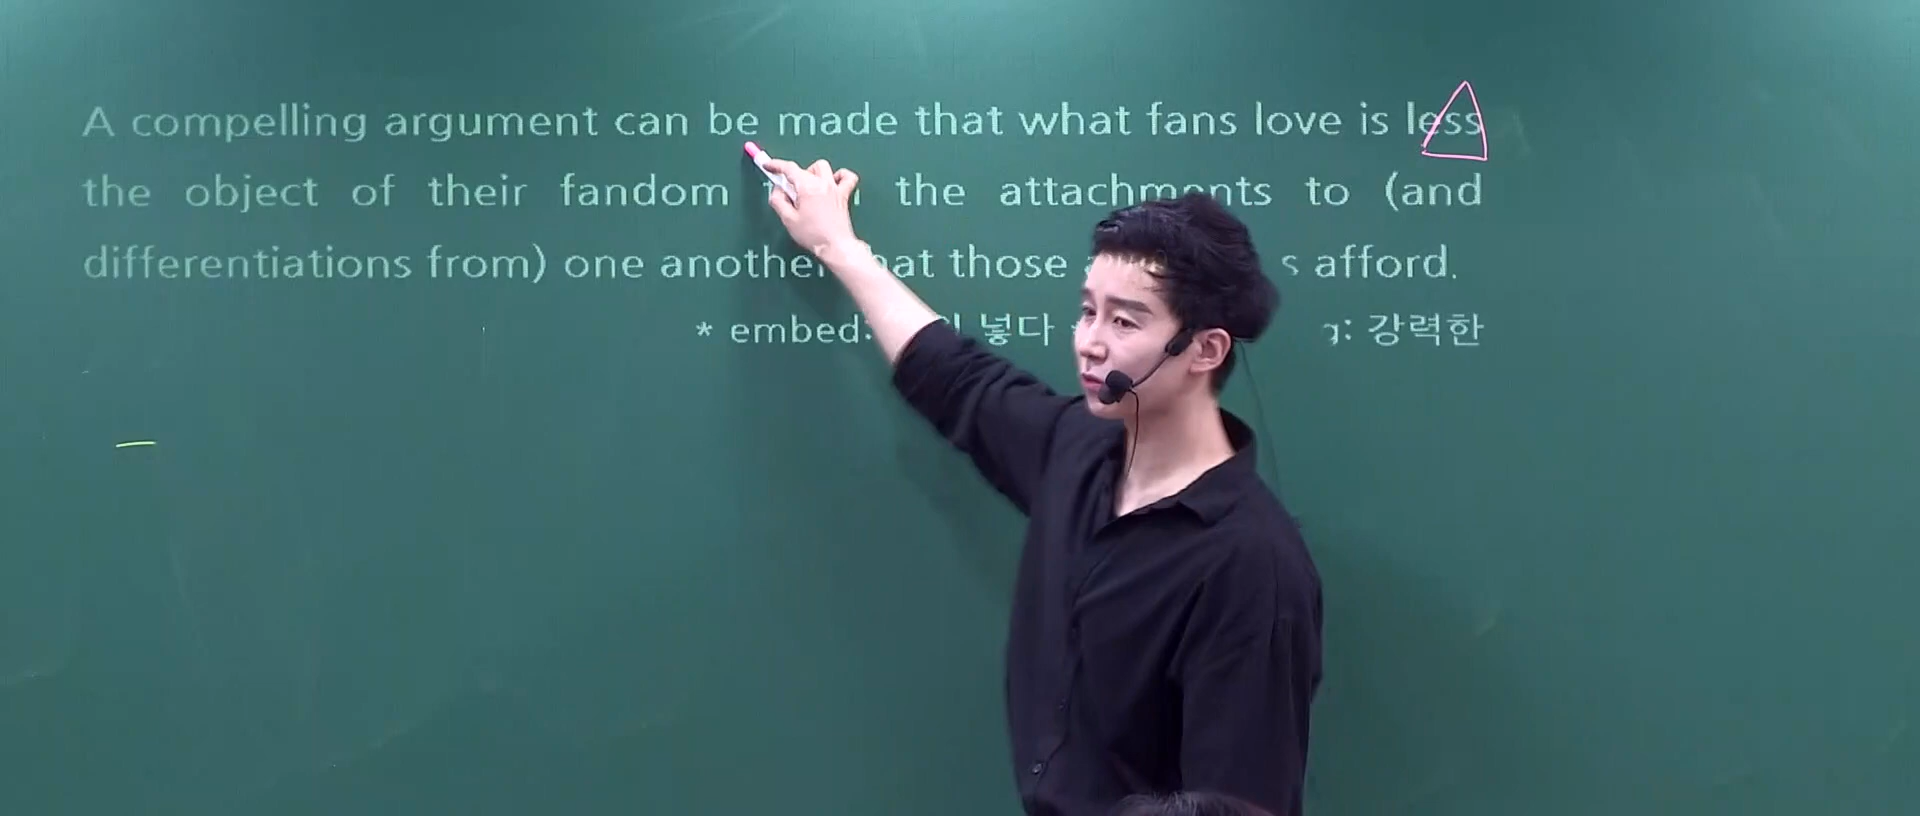 A compelling argument can be made that what fans love is less
the object of their fandom the attachments to (and
differentiations from) one another that those afford.
* embed: 넣다 강력한